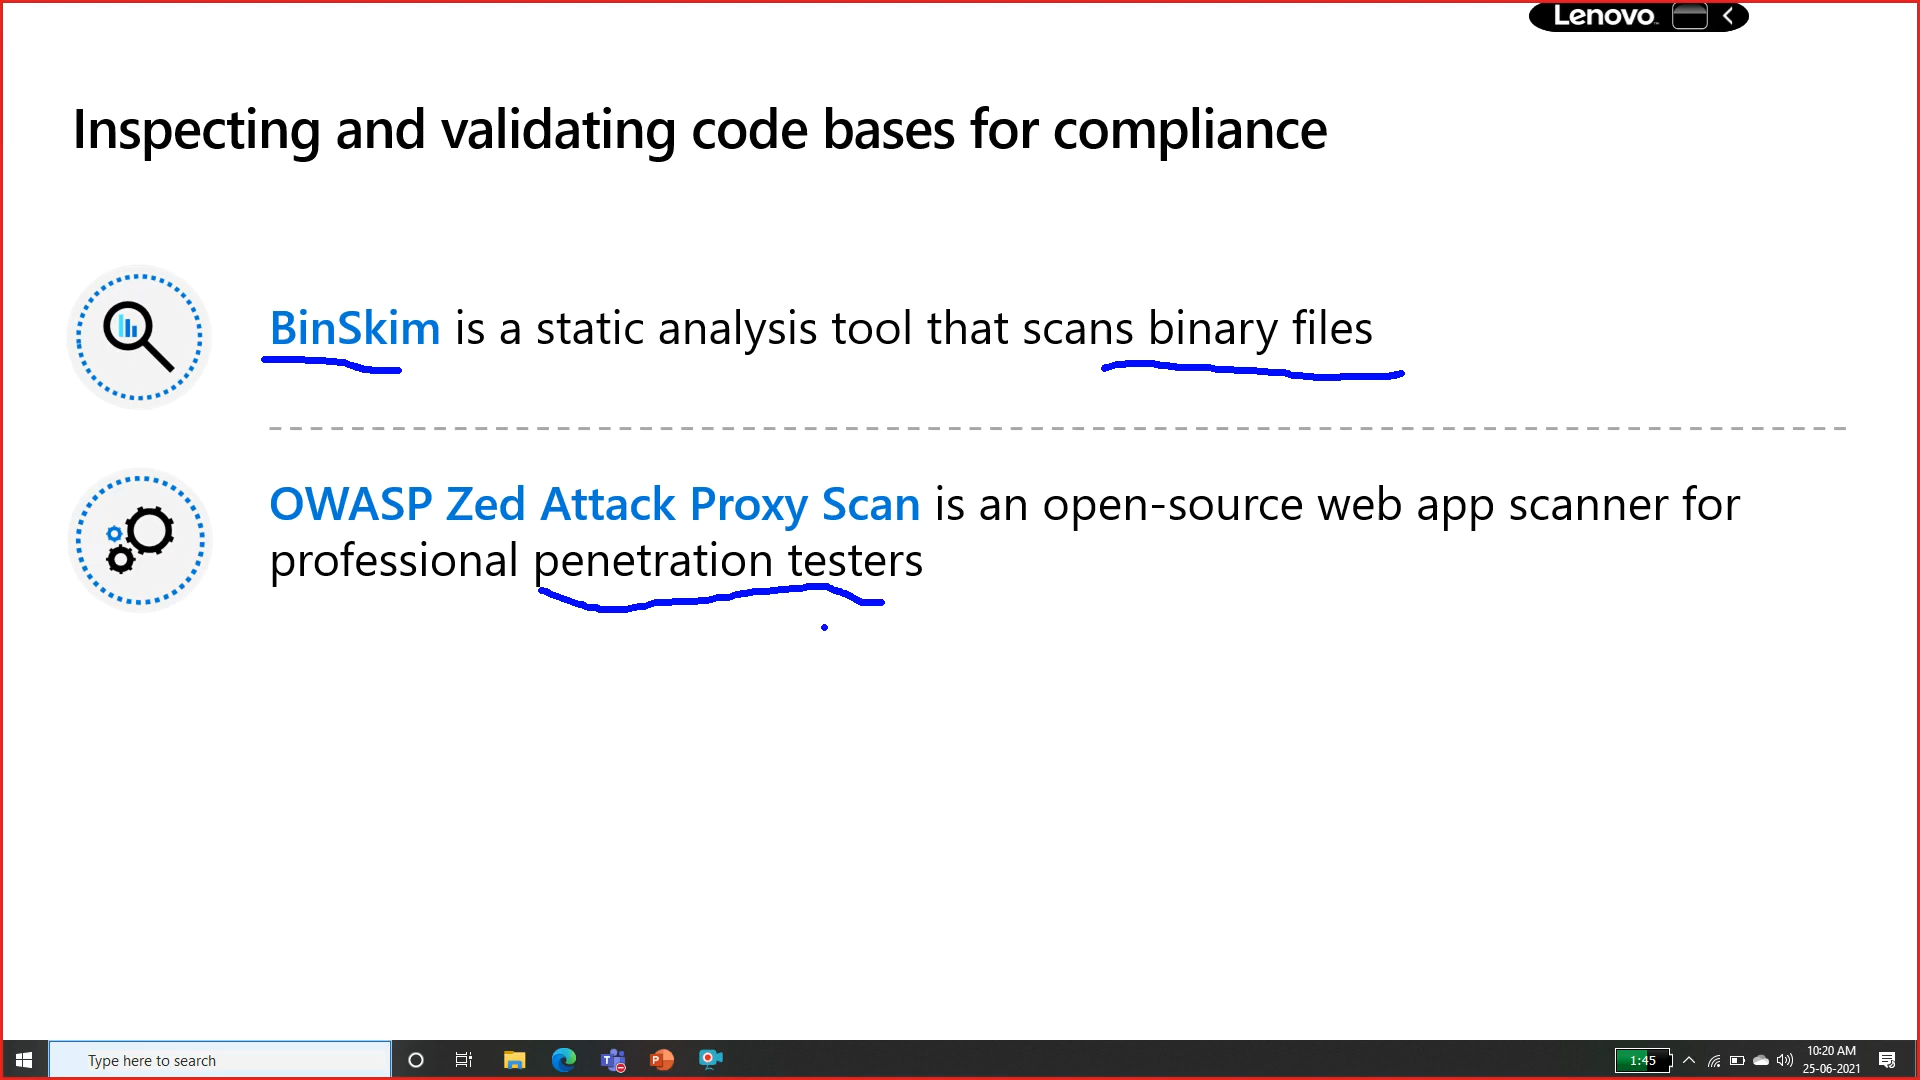 Lenovo
Inspecting and validating code bases for compliance
BinSkim is a static analysis tool that scans binary files
OWASP Zed Attack Proxy Scan is an open-source web app scanner for
professional penetration testers
Type here to search
1:45
10:20 AM
25-06-2021